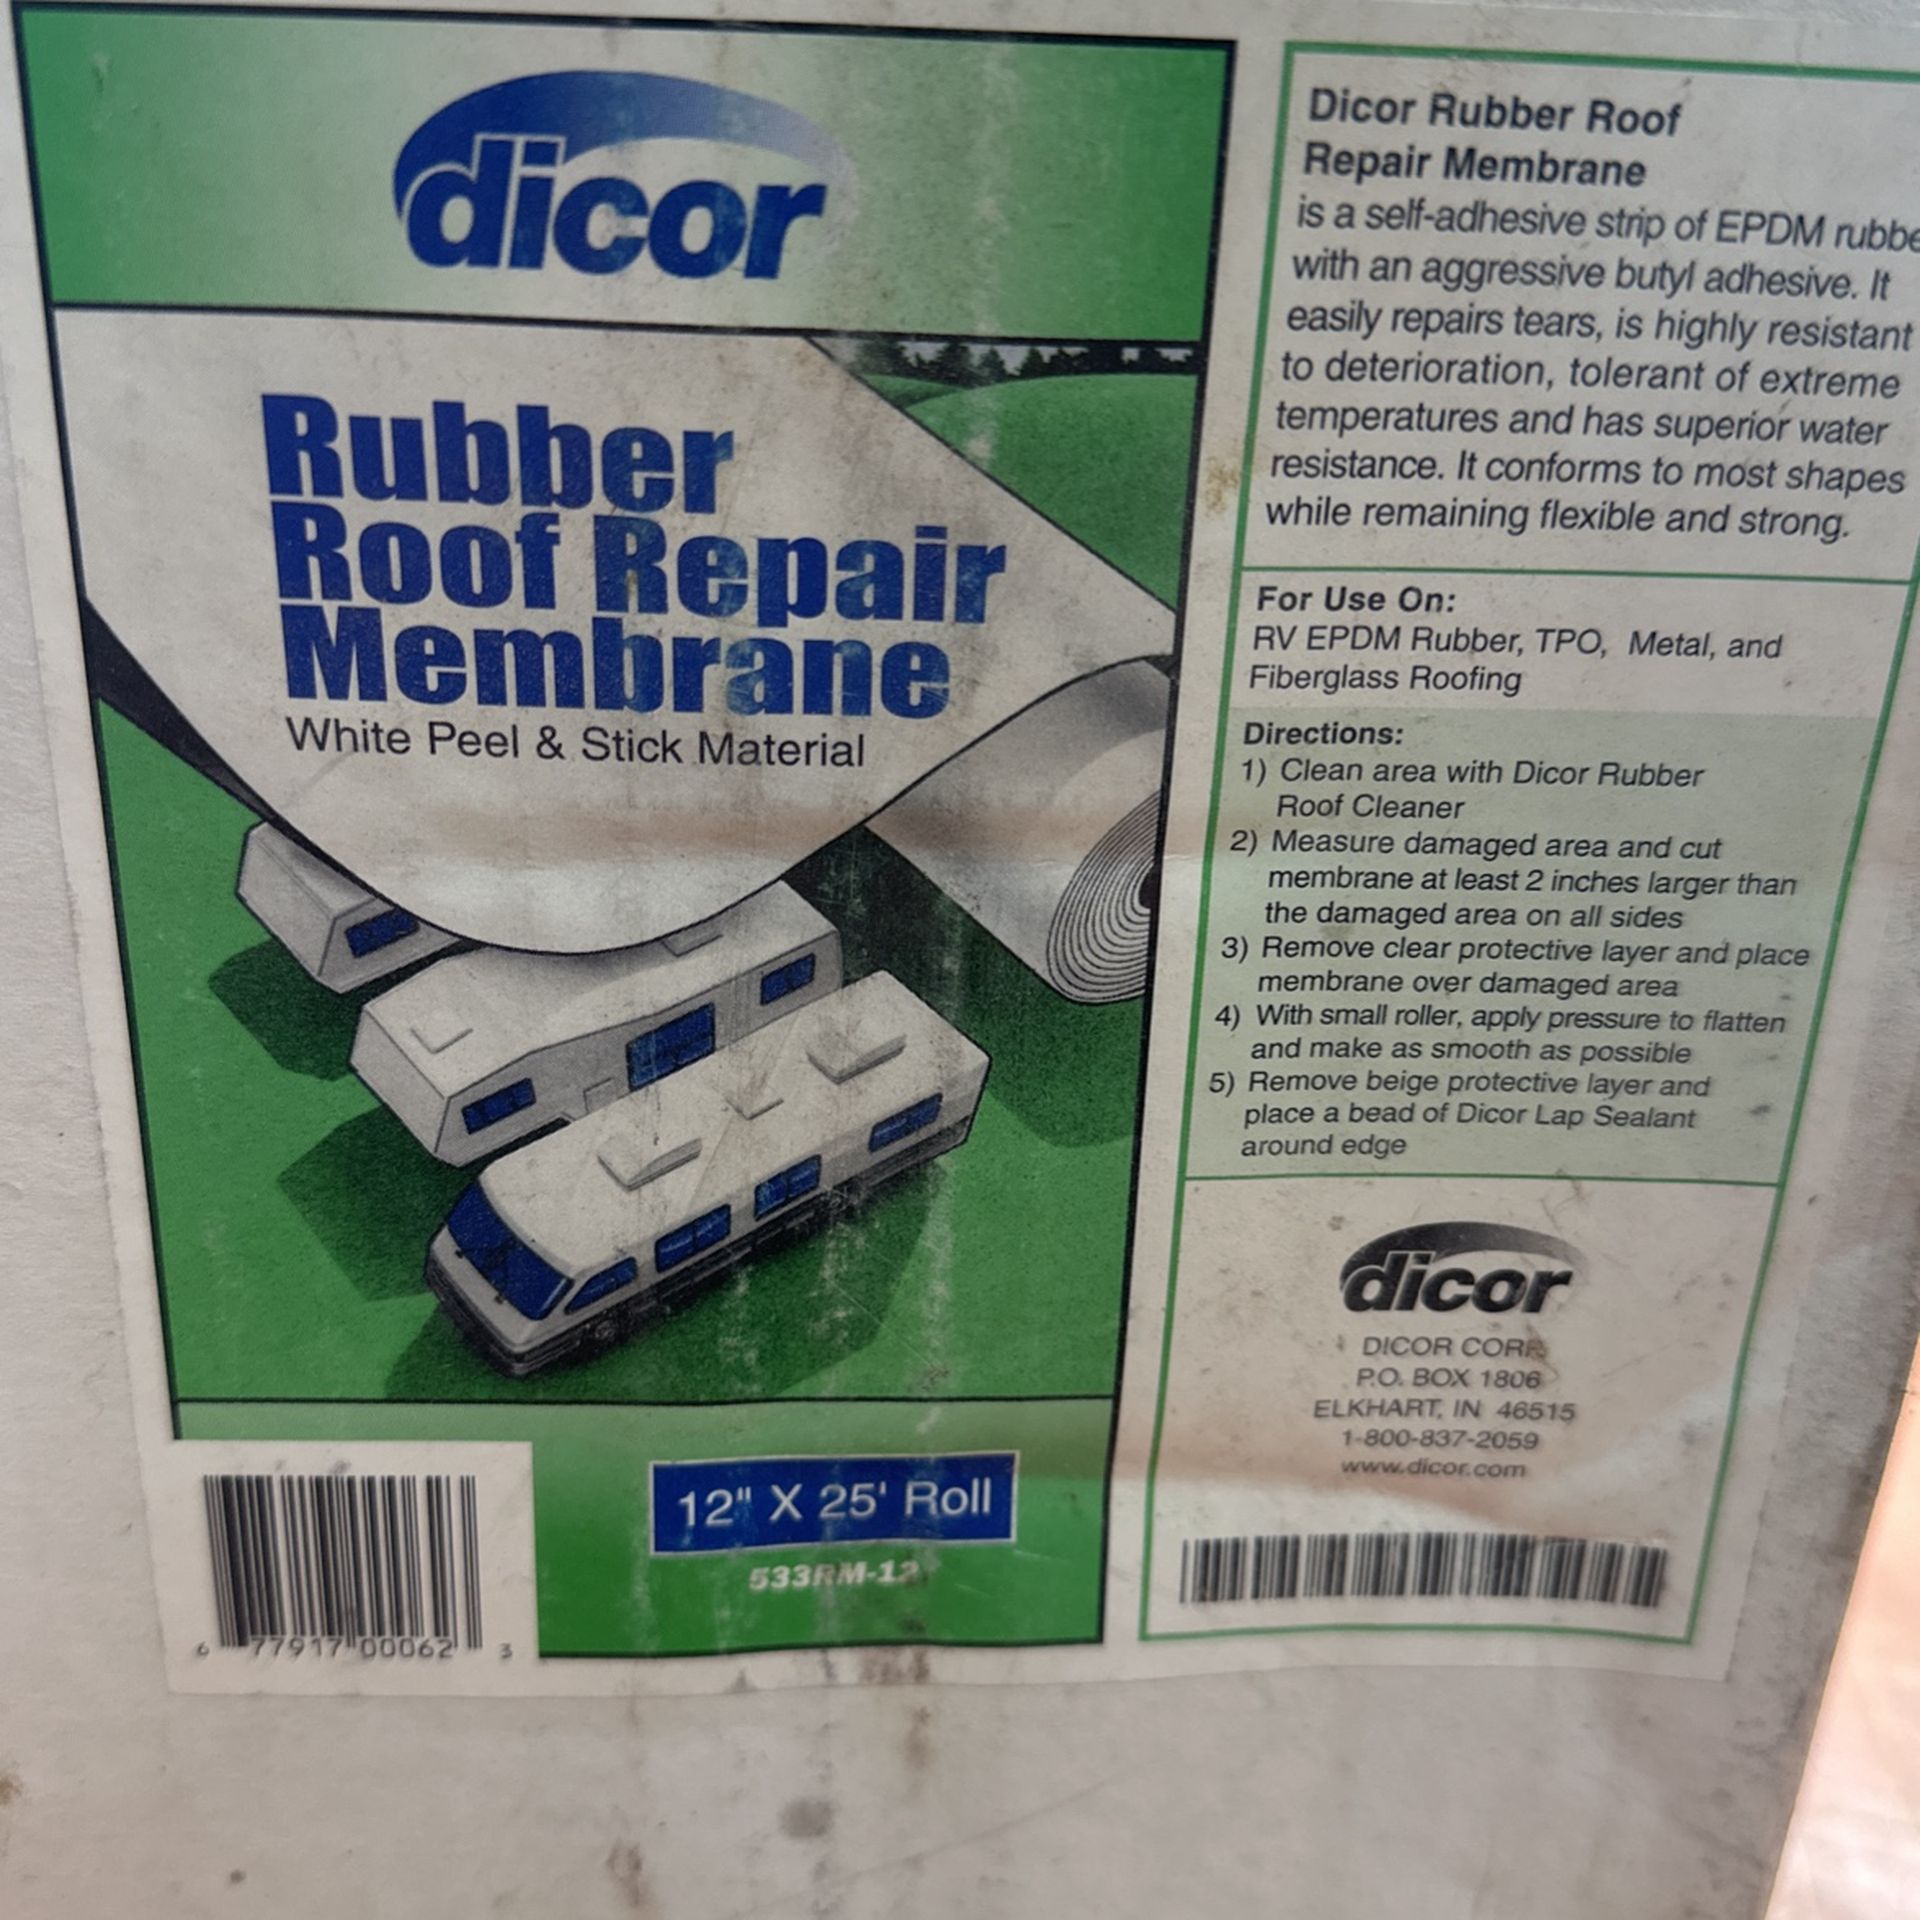 dicor
Rubber
Roof Repair
Membrane
White Peel & Stick Material
12" X 25' Roll
533RM-12
6 77917 00062 3
Dicor Rubber Roof
Repair Membrane
is a self-adhesive strip of EPDM rubbe
with an aggressive butyl adhesive. It
easily repairs tears, is highly resistant
to deterioration, tolerant of extreme
temperatures and has superior water
resistance. It conforms to most shapes
while remaining flexible and strong.
For Use On:
RV EPDM Rubber, TPO, Metal, and
Fiberglass Roofing
Directions:
1) Clean area with Dicor Rubber
Roof Cleaner
2) Measure damaged area and cut
membrane at least 2 inches larger than
the damaged area on all sides
3) Remove clear protective layer and place
membrane over damaged area
4) With small roller, apply pressure to flatten
and make as smooth as possible
5) Remove beige protective layer and
place a bead of Dicor Lap Sealant
around edge
dicor
DICOR CORP.
P.O. BOX 1806
ELKHART, IN 46515
1-800-837-2059
www.dicor.com